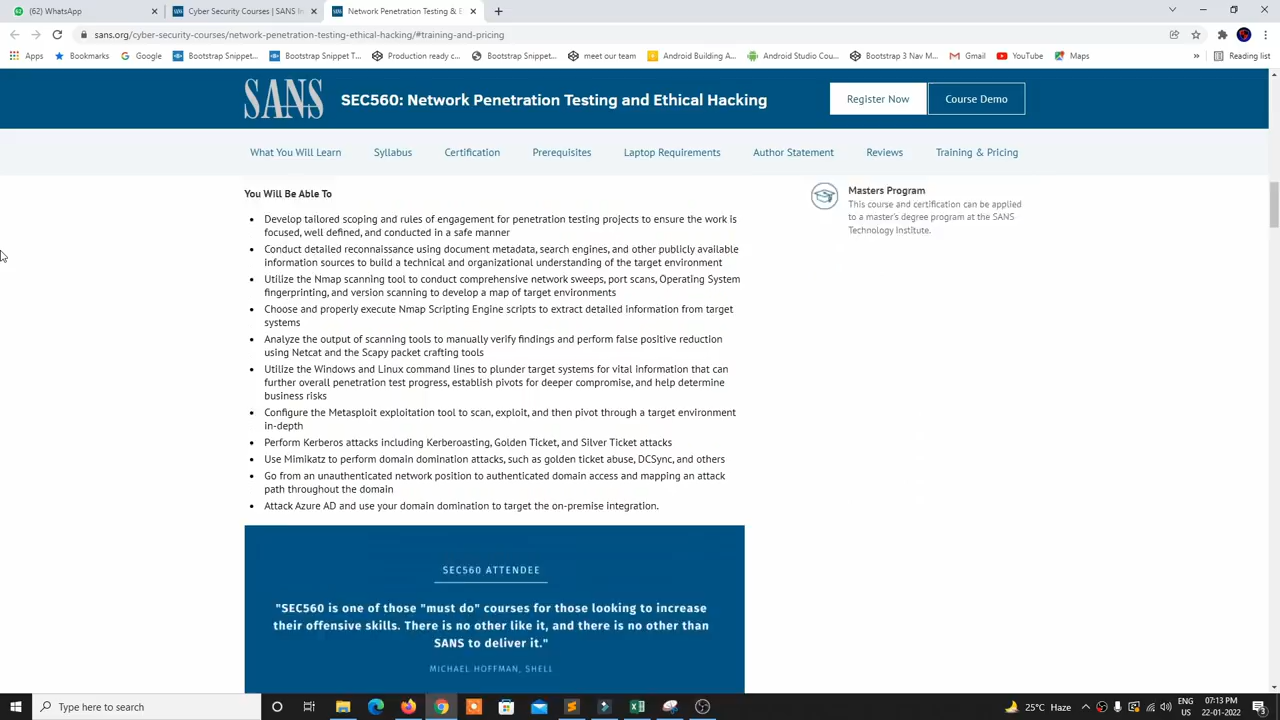 (62) WhatsApp
Cyber Security Courses | SANS In
Network Penetration Testing & E
sans.org/cyber-security-courses/network-penetration-testing-ethical-hacking/#training-and-pricing
Apps
Bookmarks
Google
Bootstrap Snippet...
Bootstrap Snippet T...
Production ready c...
Bootstrap Snippet...
meet our team
Android Building A...
Android Studio Cou...
Bootstrap 3 Nav M...
Gmail
YouTube
Maps
»
Reading list
SANS
SEC560: Network Penetration Testing and Ethical Hacking
Register Now
Course Demo
What You Will Learn
Syllabus
Certification
Prerequisites
Laptop Requirements
Author Statement
Reviews
Training & Pricing
You Will Be Able To
• Develop tailored scoping and rules of engagement for penetration testing projects to ensure the work is
focused, well defined, and conducted in a safe manner
• Conduct detailed reconnaissance using document metadata, search engines, and other publicly available
information sources to build a technical and organizational understanding of the target environment
• Utilize the Nmap scanning tool to conduct comprehensive network sweeps, port scans, Operating System
fingerprinting, and version scanning to develop a map of target environments
• Choose and properly execute Nmap Scripting Engine scripts to extract detailed information from target
systems
• Analyze the output of scanning tools to manually verify findings and perform false positive reduction
using Netcat and the Scapy packet crafting tools
• Utilize the Windows and Linux command lines to plunder target systems for vital information that can
further overall penetration test progress, establish pivots for deeper compromise, and help determine
business risks
• Configure the Metasploit exploitation tool to scan, exploit, and then pivot through a target environment
in-depth
• Perform Kerberos attacks including Kerberoasting, Golden Ticket, and Silver Ticket attacks
• Use Mimikatz to perform domain domination attacks, such as golden ticket abuse, DCSync, and others
• Go from an unauthenticated network position to authenticated domain access and mapping an attack
path throughout the domain
• Attack Azure AD and use your domain domination to target the on-premise integration.
Masters Program
This course and certification can be applied
to a master's degree program at the SANS
Technology Institute.
SEC560 ATTENDEE
"SEC560 is one of those "must do" courses for those looking to increase
their offensive skills. There is no other like it, and there is no other than
SANS to deliver it."
MICHAEL HOFFMAN, SHELL
Type here to search
25°C Haze
ENG
US
07:13 PM
22-01-2022